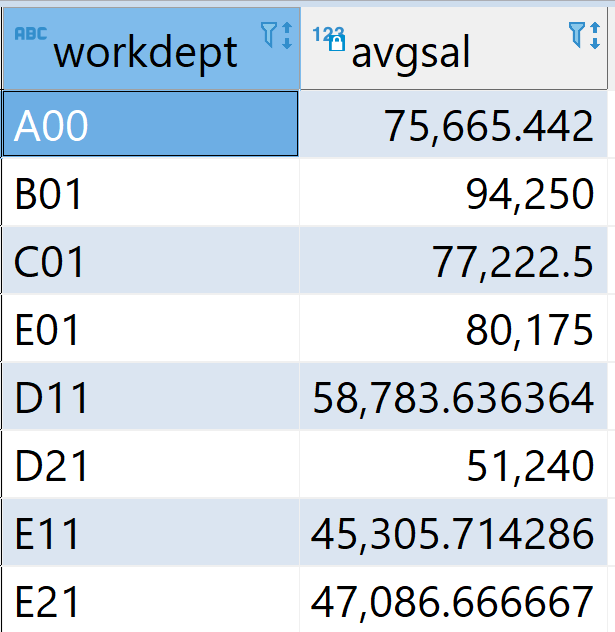 ABC workdept 123 avgsal
A00 75,665.442
B01 94,250
C01 77,222.5
E01 80,175
D11 58,783.636364
D21 51,240
E11 45,305.714286
E21 47,086.666667